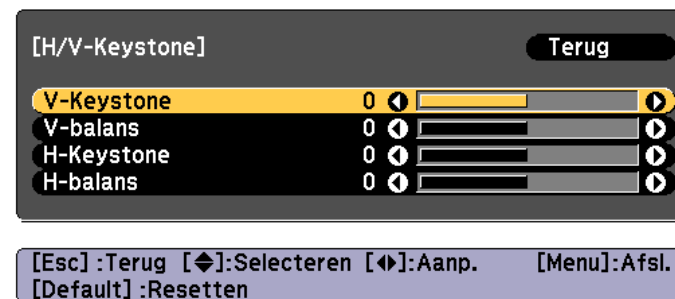 [H/V-Keystone] Terug
V-Keystone 0
V-balans 0
H-Keystone 0
H-balans 0
[Esc] :Terug [◆]:Selecteren [◂▸]:Aanp. [Menu]:Afsl.
[Default] :Resetten